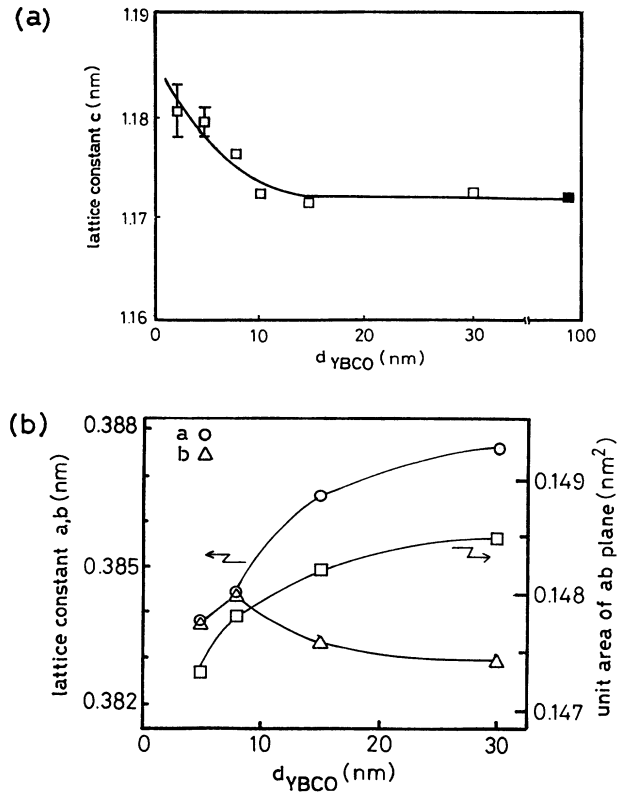 (a)
1.19
1.18
1.17
1.16
lattice constant c (nm)
0 10 20 30 100
d YBCO (nm)
(b)
0.388
0.385
0.382
lattice constant a,b (nm)
a
b
0.149
0.148
0.147
unit area of ab plane (nm²)
0 10 20 30
dYBCO (nm)